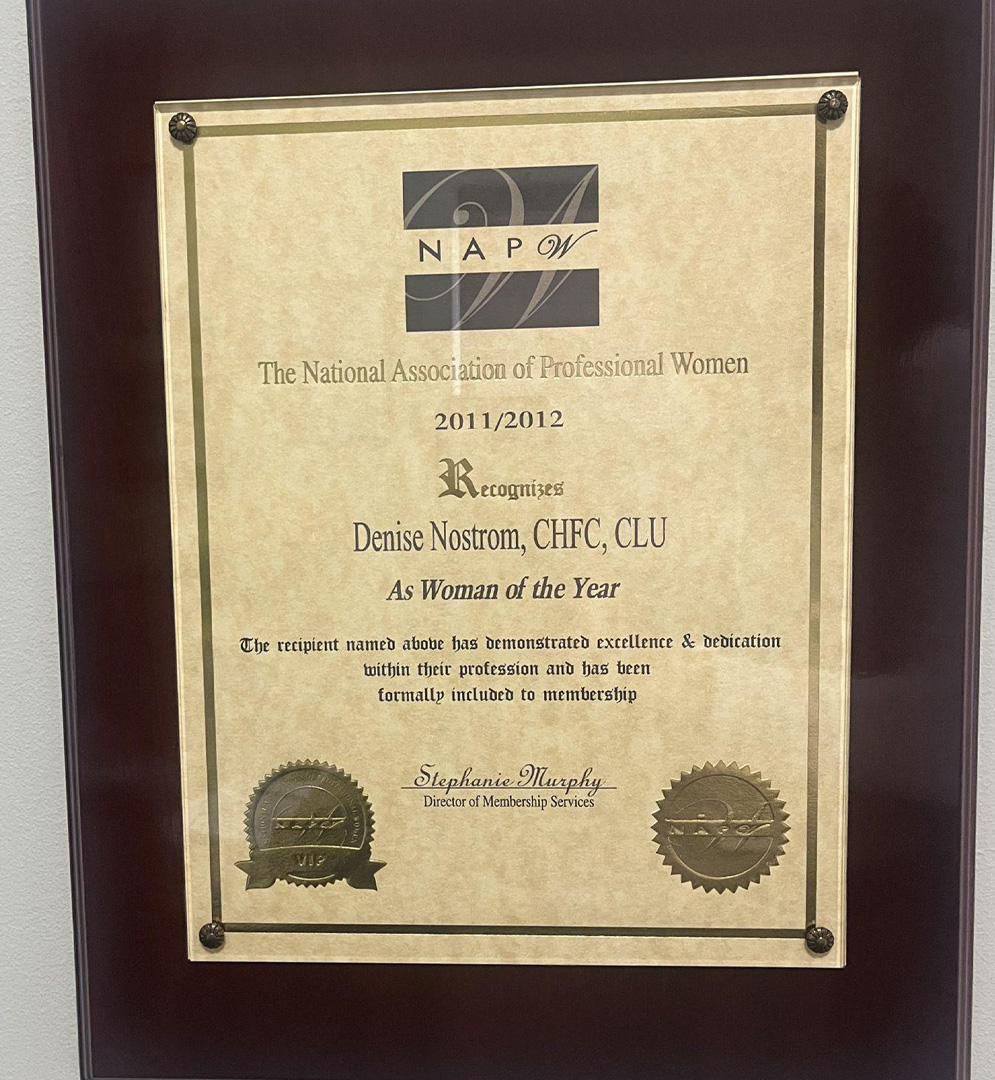 NAPW
The National Association of Professional Women
2011/2012
Recognizes
Denise Nostrom, CHFC, CLU
As Woman of the Year
The recipient named above has demonstrated excellence & dedication
within their profession and has been
formally included to membership
Stephanie Murphy
Director of Membership Services
NAPW
VIP
NAPW